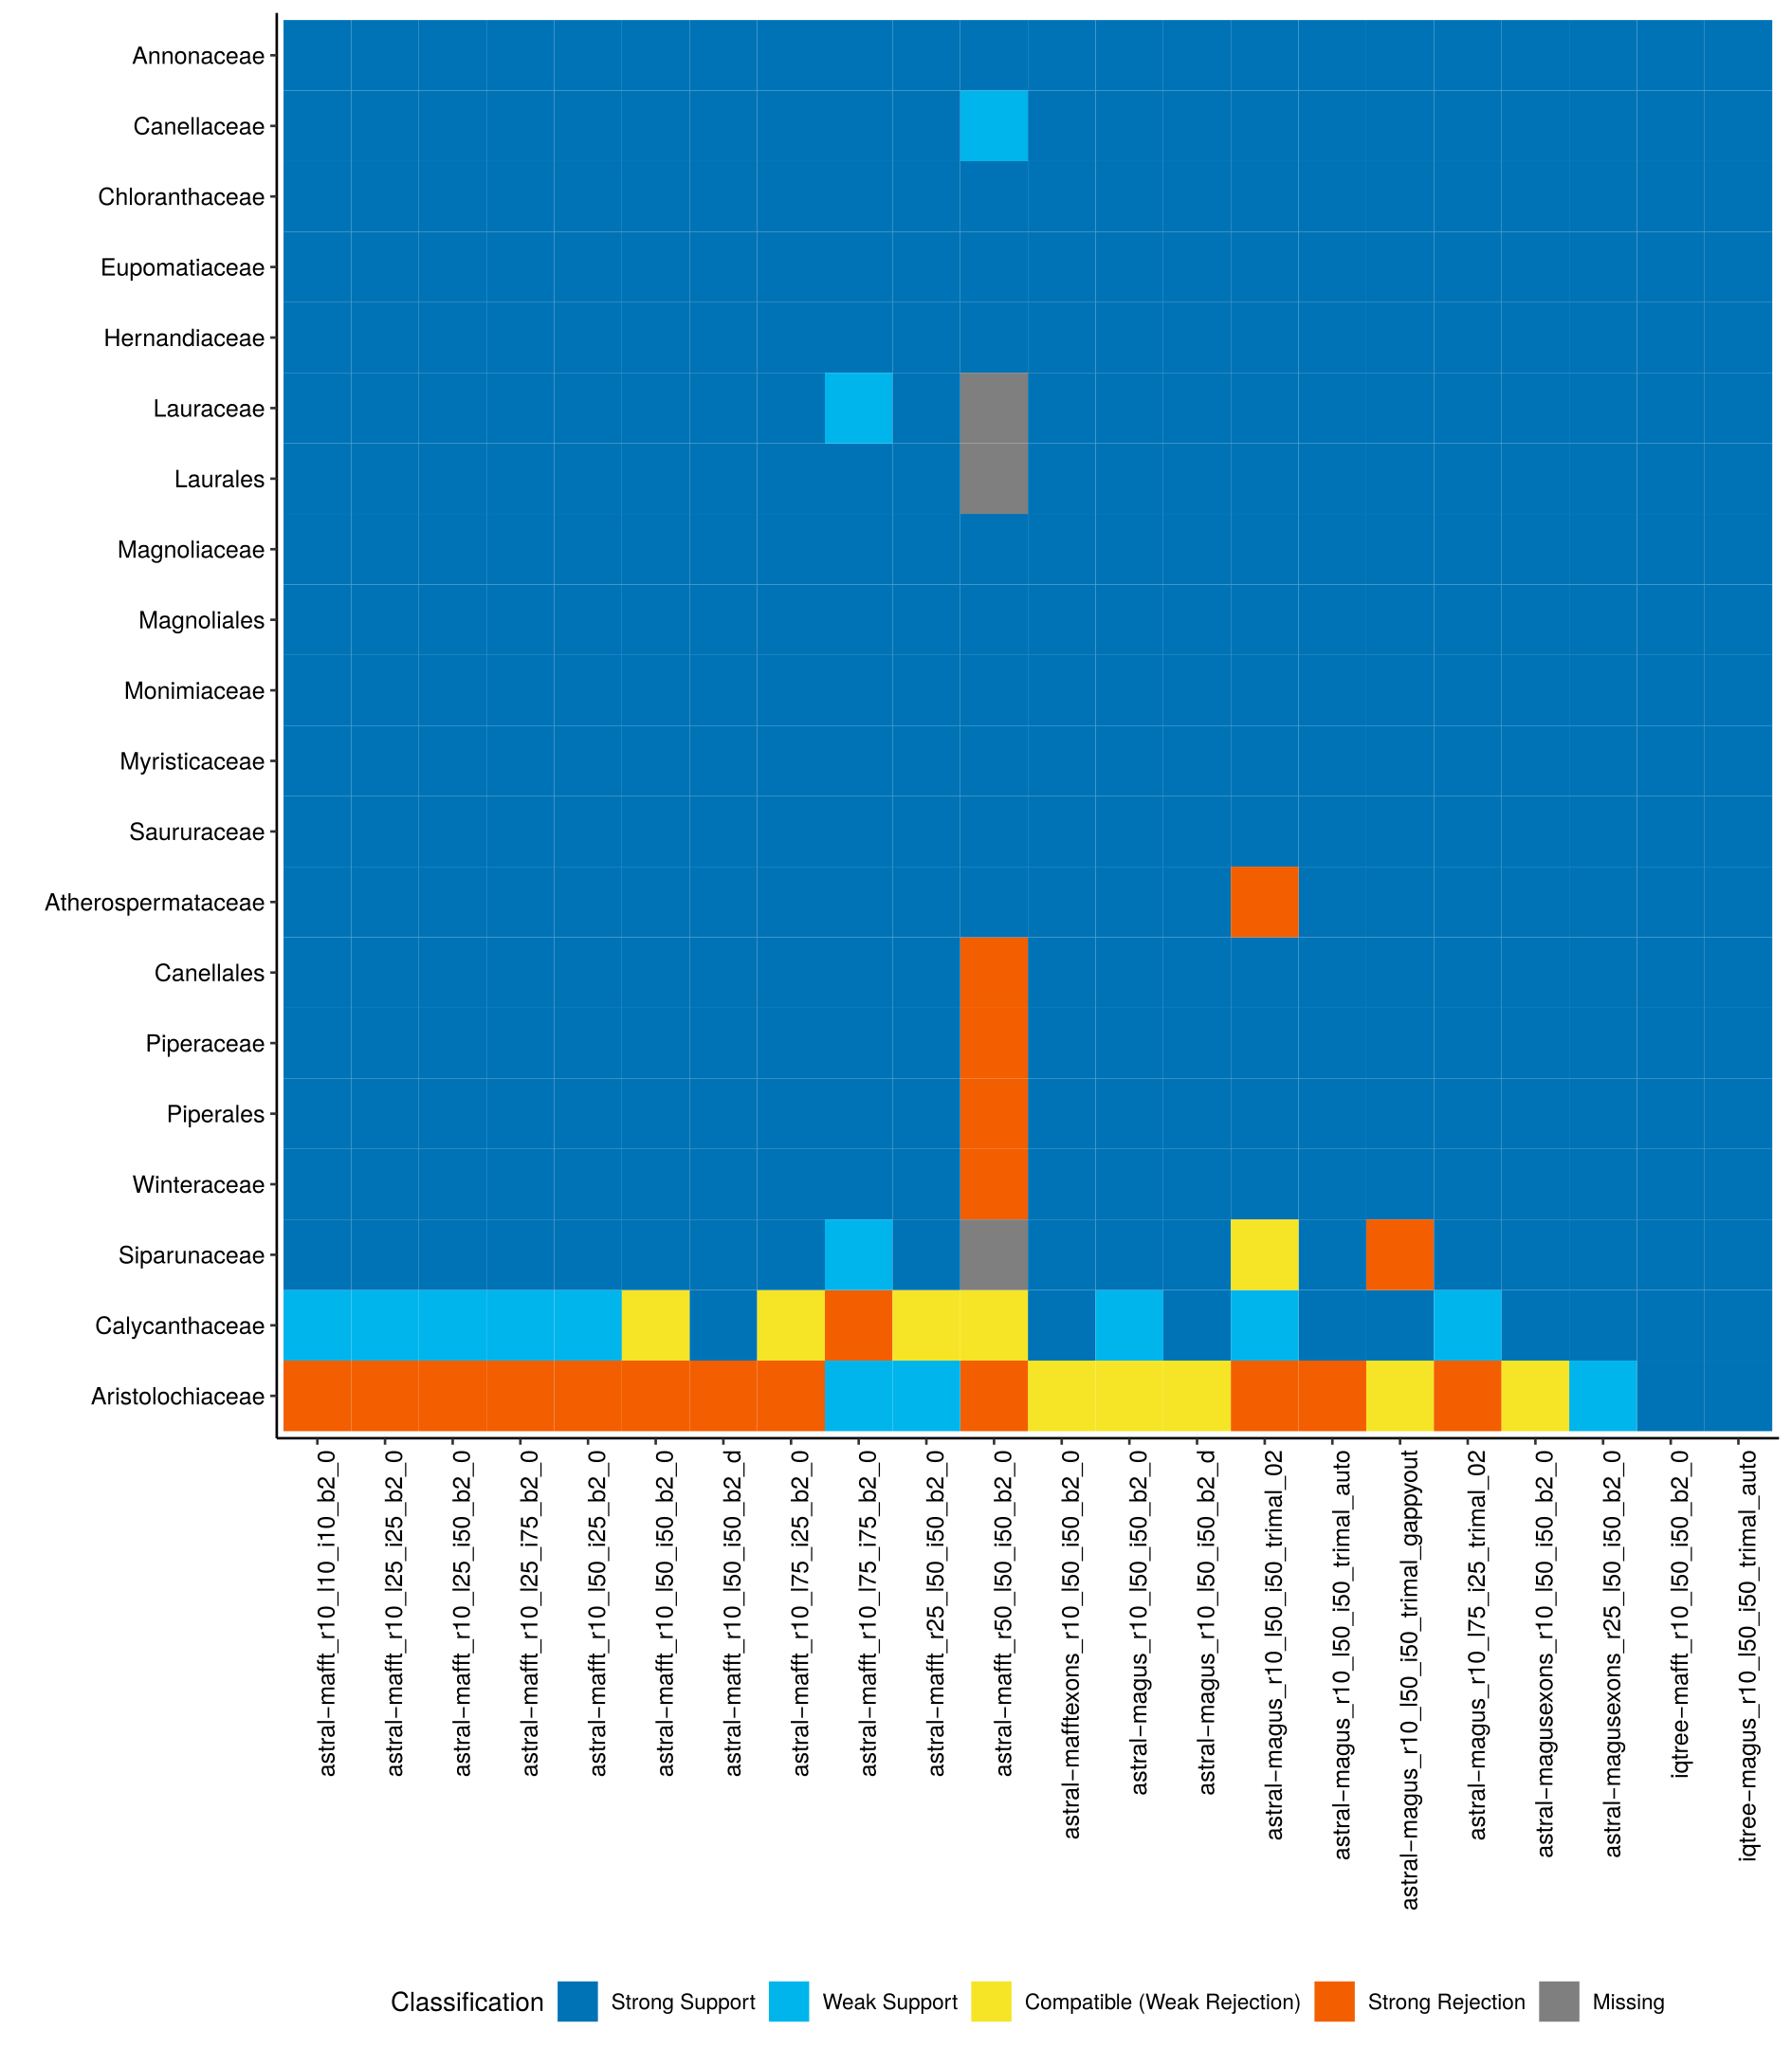 Annonaceae
Canellaceae
Chloranthaceae
Eupomatiaceae
Hernandiaceae
Lauraceae
Laurales
Magnoliaceae
Magnoliales
Monimiaceae
Myristicaceae
Saururaceae
Atherospermataceae
Canellales
Piperaceae
Piperales
Winteraceae
Siparunaceae
Calycanthaceae
Aristolochiaceae
astral−mafft_r10_l10_i10_b2_0
astral−mafft_r10_l25_i25_b2_0
astral−mafft_r10_l25_i50_b2_0
astral−mafft_r10_l25_i75_b2_0
astral−mafft_r10_l50_i25_b2_0
astral−mafft_r10_l50_i50_b2_0
astral−mafft_r10_l50_i50_b2_d
astral−mafft_r10_l75_i25_b2_0
astral−mafft_r10_l75_i75_b2_0
astral−mafft_r25_l50_i50_b2_0
astral−mafft_r50_l50_i50_b2_0
astral−mafftexons_r10_l50_i50_b2_0
astral−magus_r10_l50_i50_b2_0
astral−magus_r10_l50_i50_b2_d
astral−magus_r10_l50_i50_trimal_02
astral−magus_r10_l50_i50_trimal_auto
astral−magus_r10_l50_i50_trimal_gappyout
astral−magus_r10_l75_i25_trimal_02
astral−magusexons_r10_l50_i50_b2_0
astral−magusexons_r25_l50_i50_b2_0
iqtree−mafft_r10_l50_i50_b2_0
iqtree−magus_r10_l50_i50_trimal_auto
Classification Strong Support Weak Support Compatible (Weak Rejection) Strong Rejection Missing